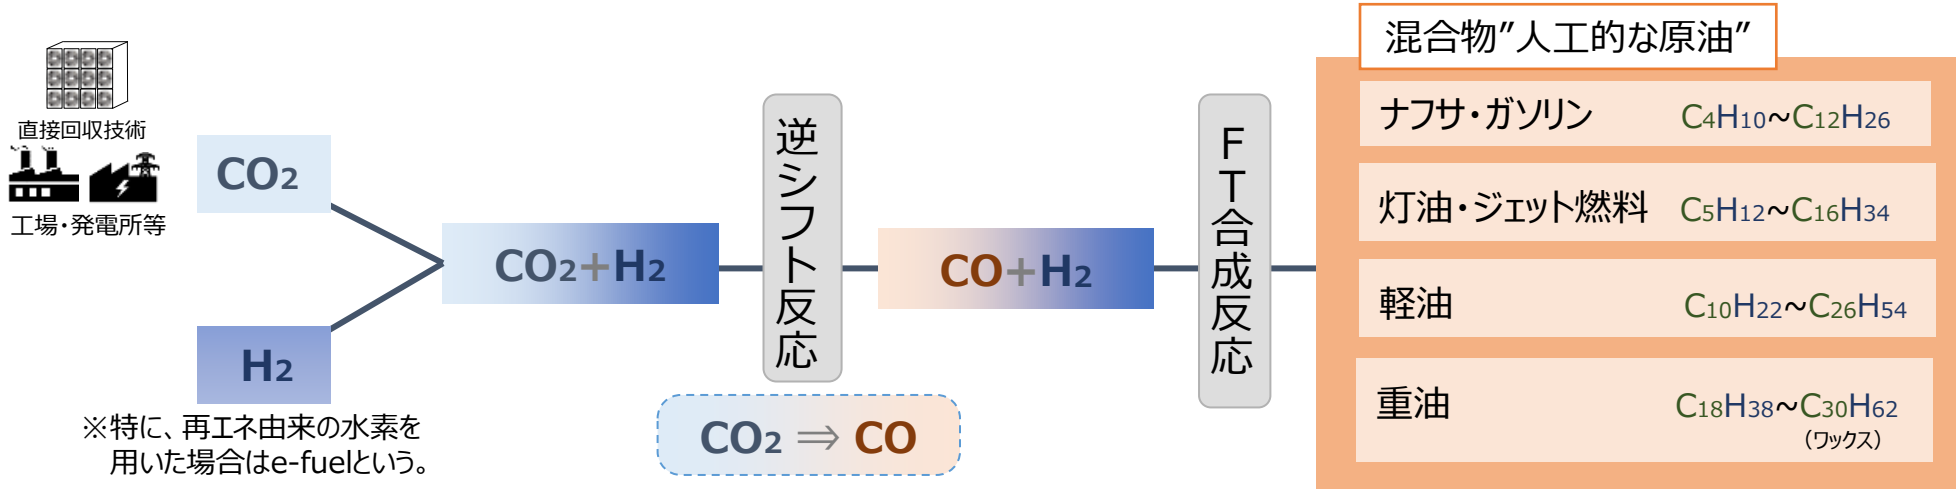 直接回収技術
工場・発電所等
CO2
H2
※特に、再エネ由来の水素を
用いた場合はe-fuelという。
CO2+H2
逆シフト反応
CO2 ⇒ CO
CO+H2
FT合成反応
混合物”人工的な原油”
ナフサ・ガソリン C4H10~C12H26
灯油・ジェット燃料 C5H12~C16H34
軽油 C10H22~C26H54
重油 C18H38~C30H62
（ワックス）